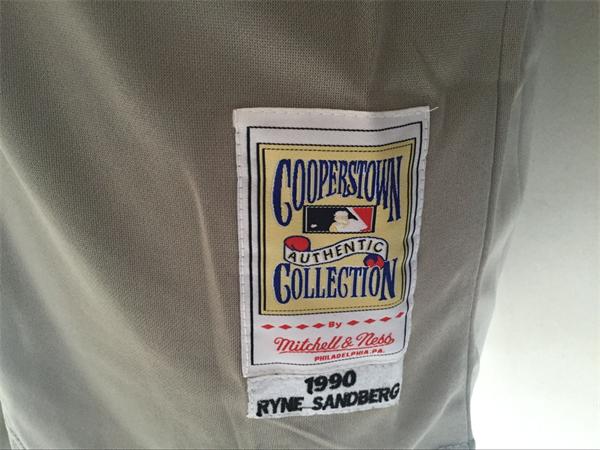 COOPERSTOWN
AUTHENTIC
COLLECTION
By
Mitchell & Ness
PHILADELPHIA, PA.
1990
RYNE SANDBERG